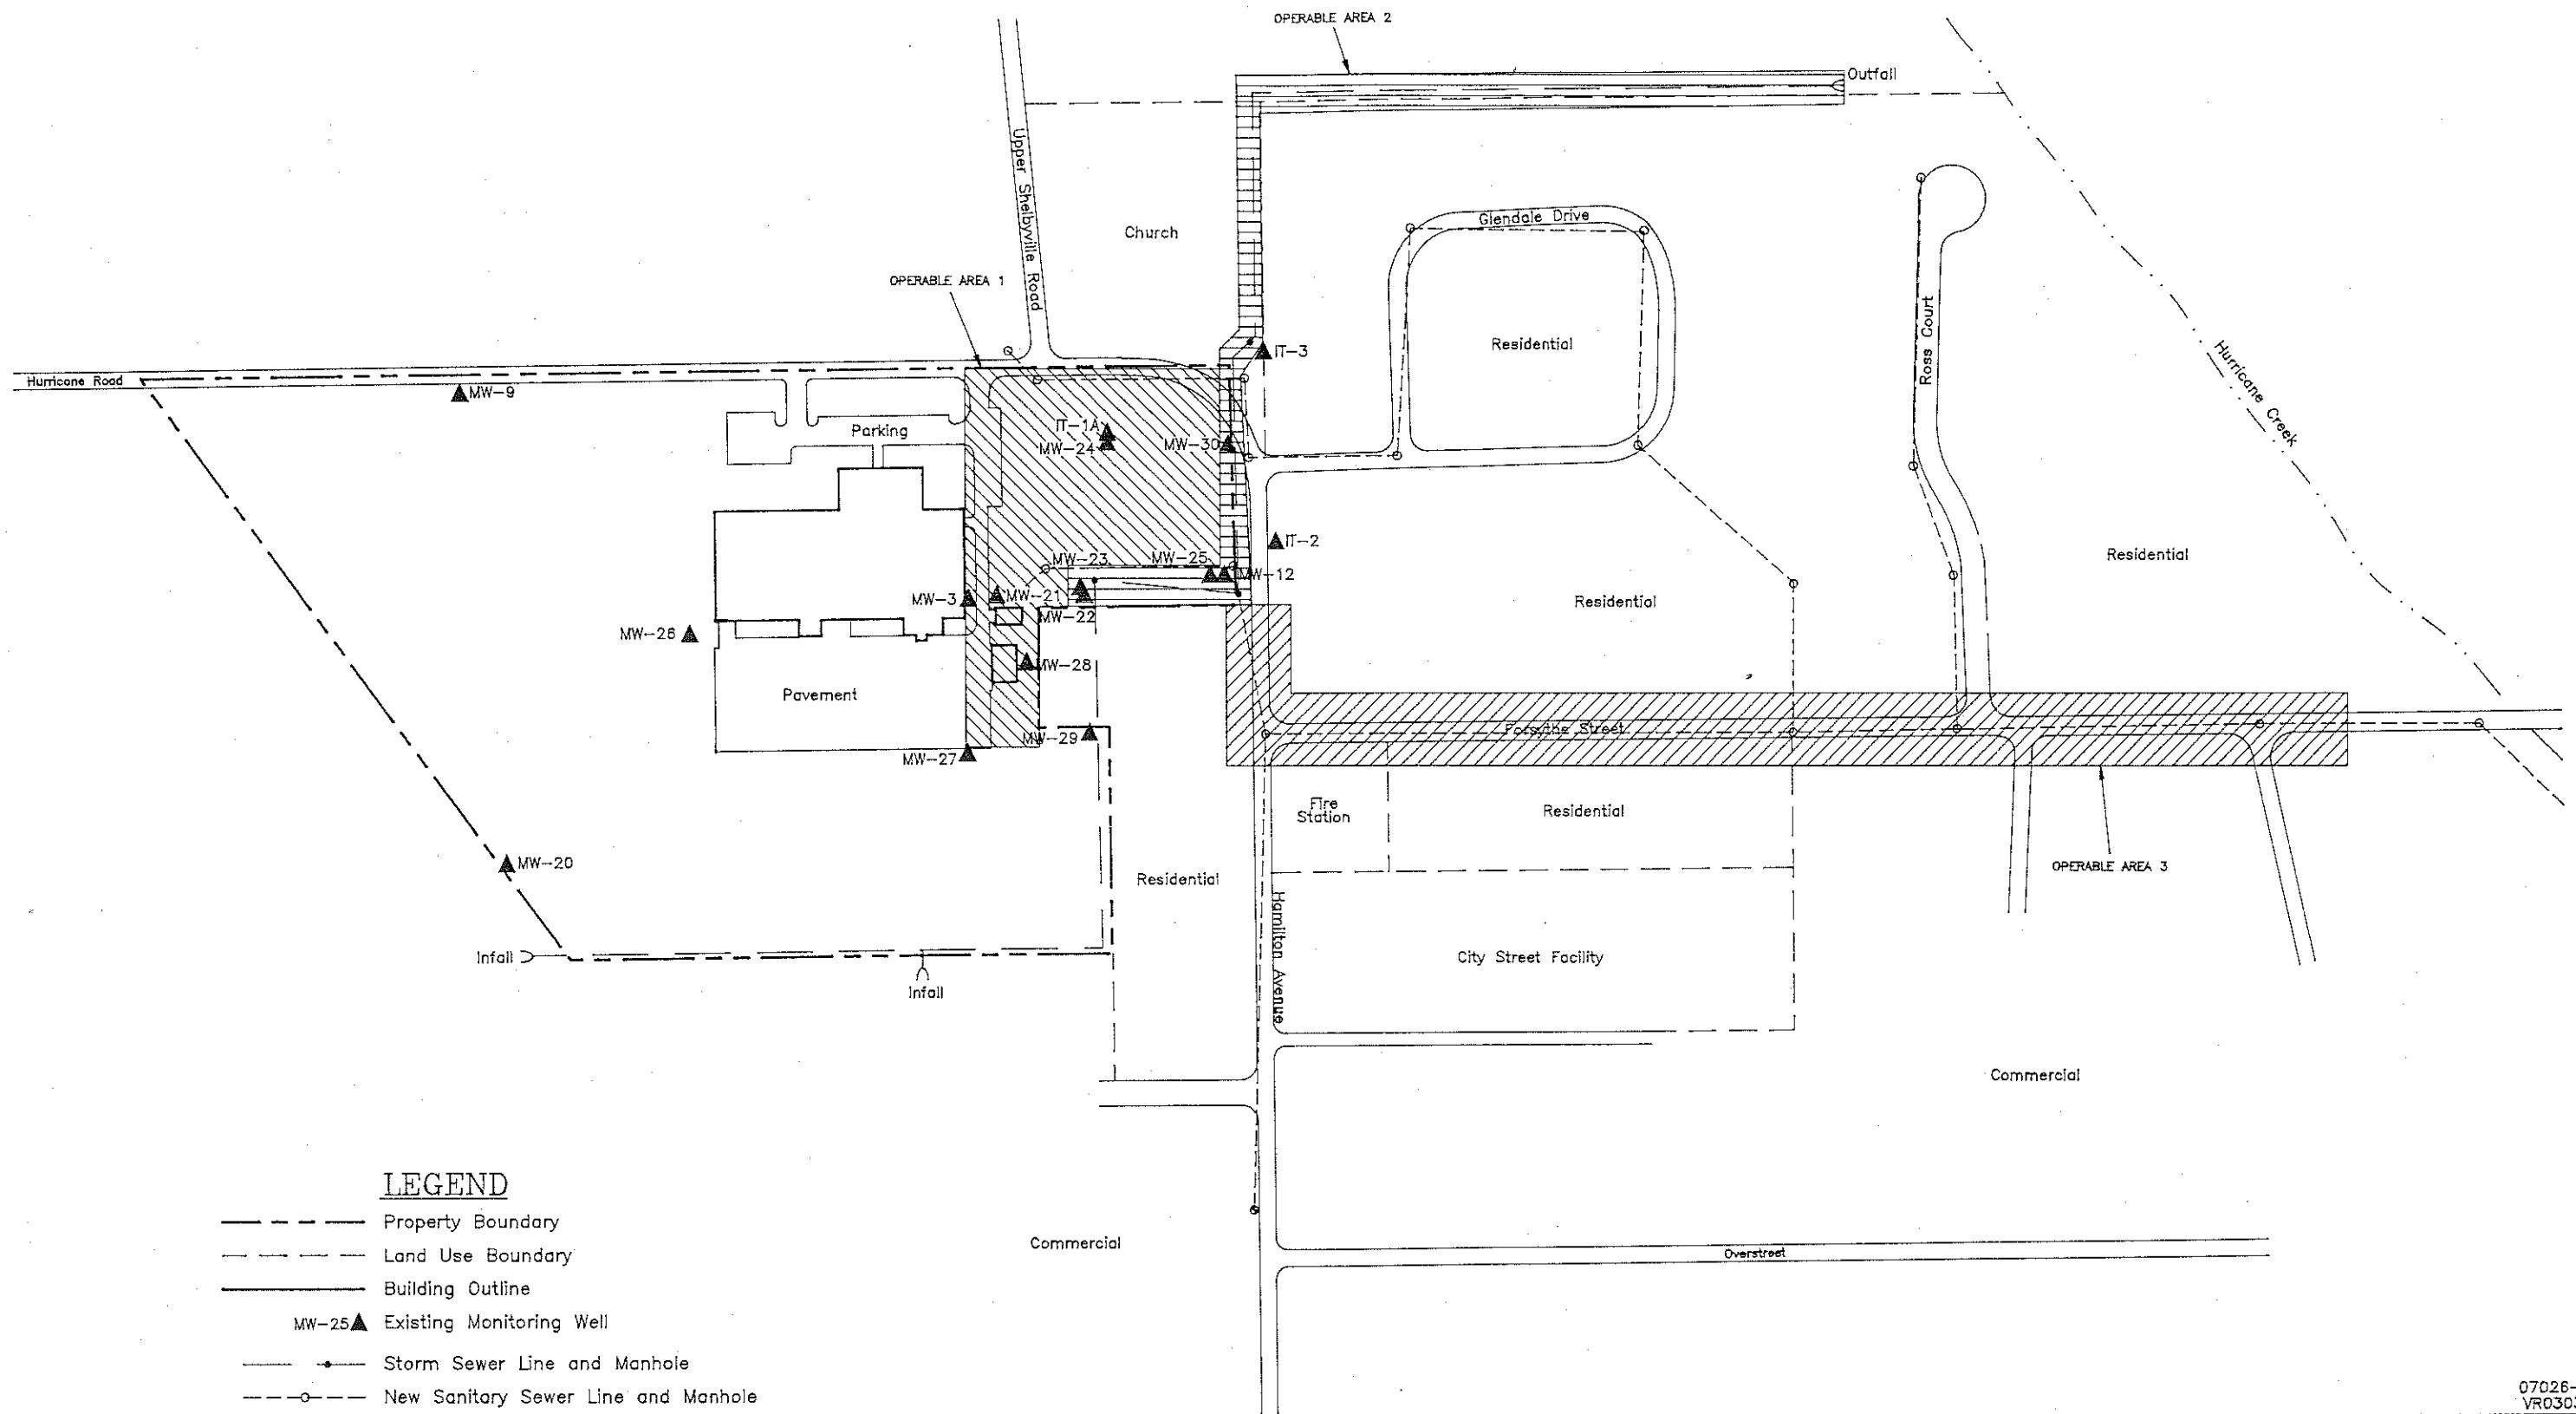 OPERABLE AREA 2
Outfall
Upper Shelbyville Road
Church
Glendale Drive
OPERABLE AREA 1
Residential
Ross Court
Hurricane Creek
IT-3
Hurricane Road
MW-9
Parking
IT-1A
MW-24
MW-30
IT-2
MW-23
MW-25
MW-12
Residential
MW-3
MW-21
MW-22
Residential
MW-26
MW-28
Pavement
Forsythe Street
MW-29
MW-27
Fire
Station
Residential
MW-20
OPERABLE AREA 3
Residential
Hamilton Avenue
Infall
City Street Facility
Infall
Commercial
LEGEND
Property Boundary
Land Use Boundary
Building Outline
MW-25 Existing Monitoring Well
Storm Sewer Line and Manhole
New Sanitary Sewer Line and Manhole
Commercial
Overstreet
07026-